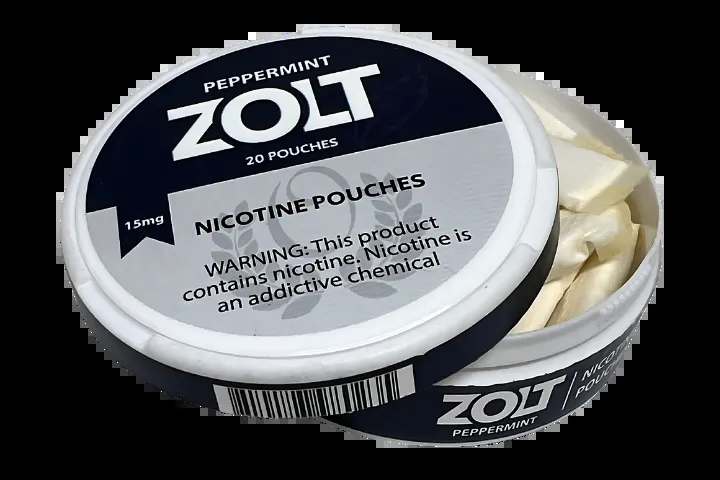 PEPPERMINT
ZOLT
20 POUCHES
15mg
NICOTINE POUCHES
WARNING: This product
contains nicotine. Nicotine is
an addictive chemical
ZOLT
PEPPERMINT